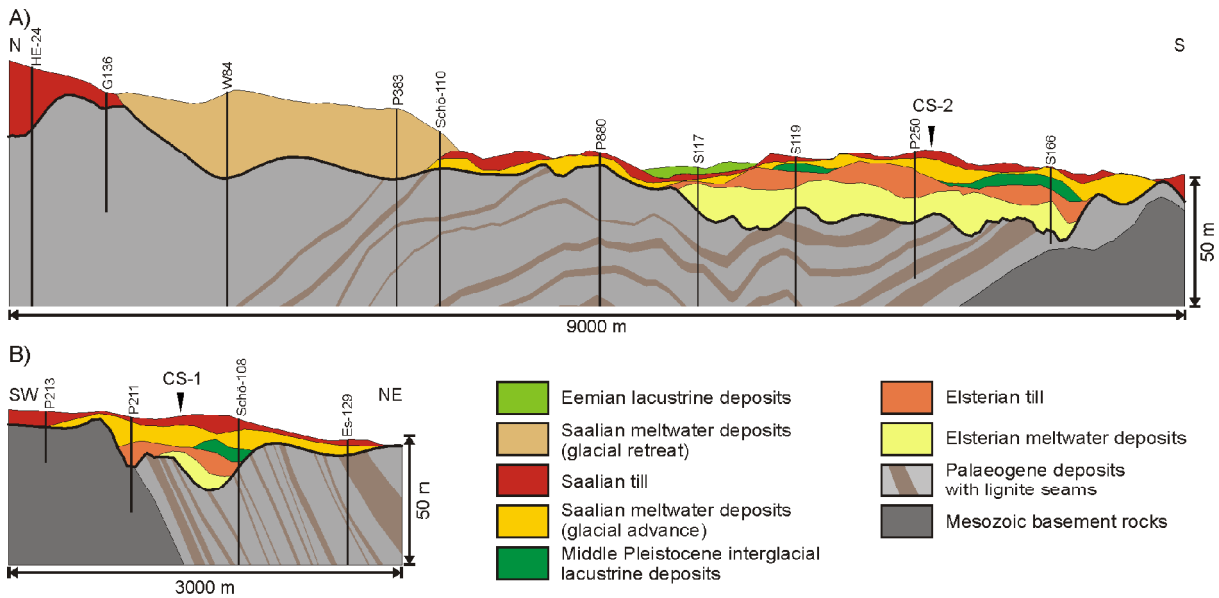 A)
N
S
HE-24
G136
W84
P383
Schö-110
P880
S117
S119
P250
CS-2
S166
50 m
9000 m
B)
SW
NE
P213
P211
CS-1
Schö-108
Es-129
50 m
3000 m
Eemian lacustrine deposits
Saalian meltwater deposits
(glacial retreat)
Saalian till
Saalian meltwater deposits
(glacial advance)
Middle Pleistocene interglacial
lacustrine deposits
Elsterian till
Elsterian meltwater deposits
Palaeogene deposits
with lignite seams
Mesozoic basement rocks